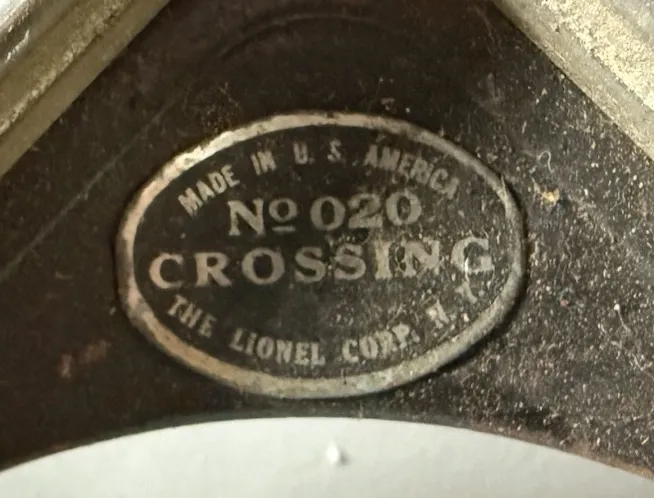 MADE IN U. S. AMERICA
Nº 020
CROSSING
THE LIONEL CORP. N. Y.